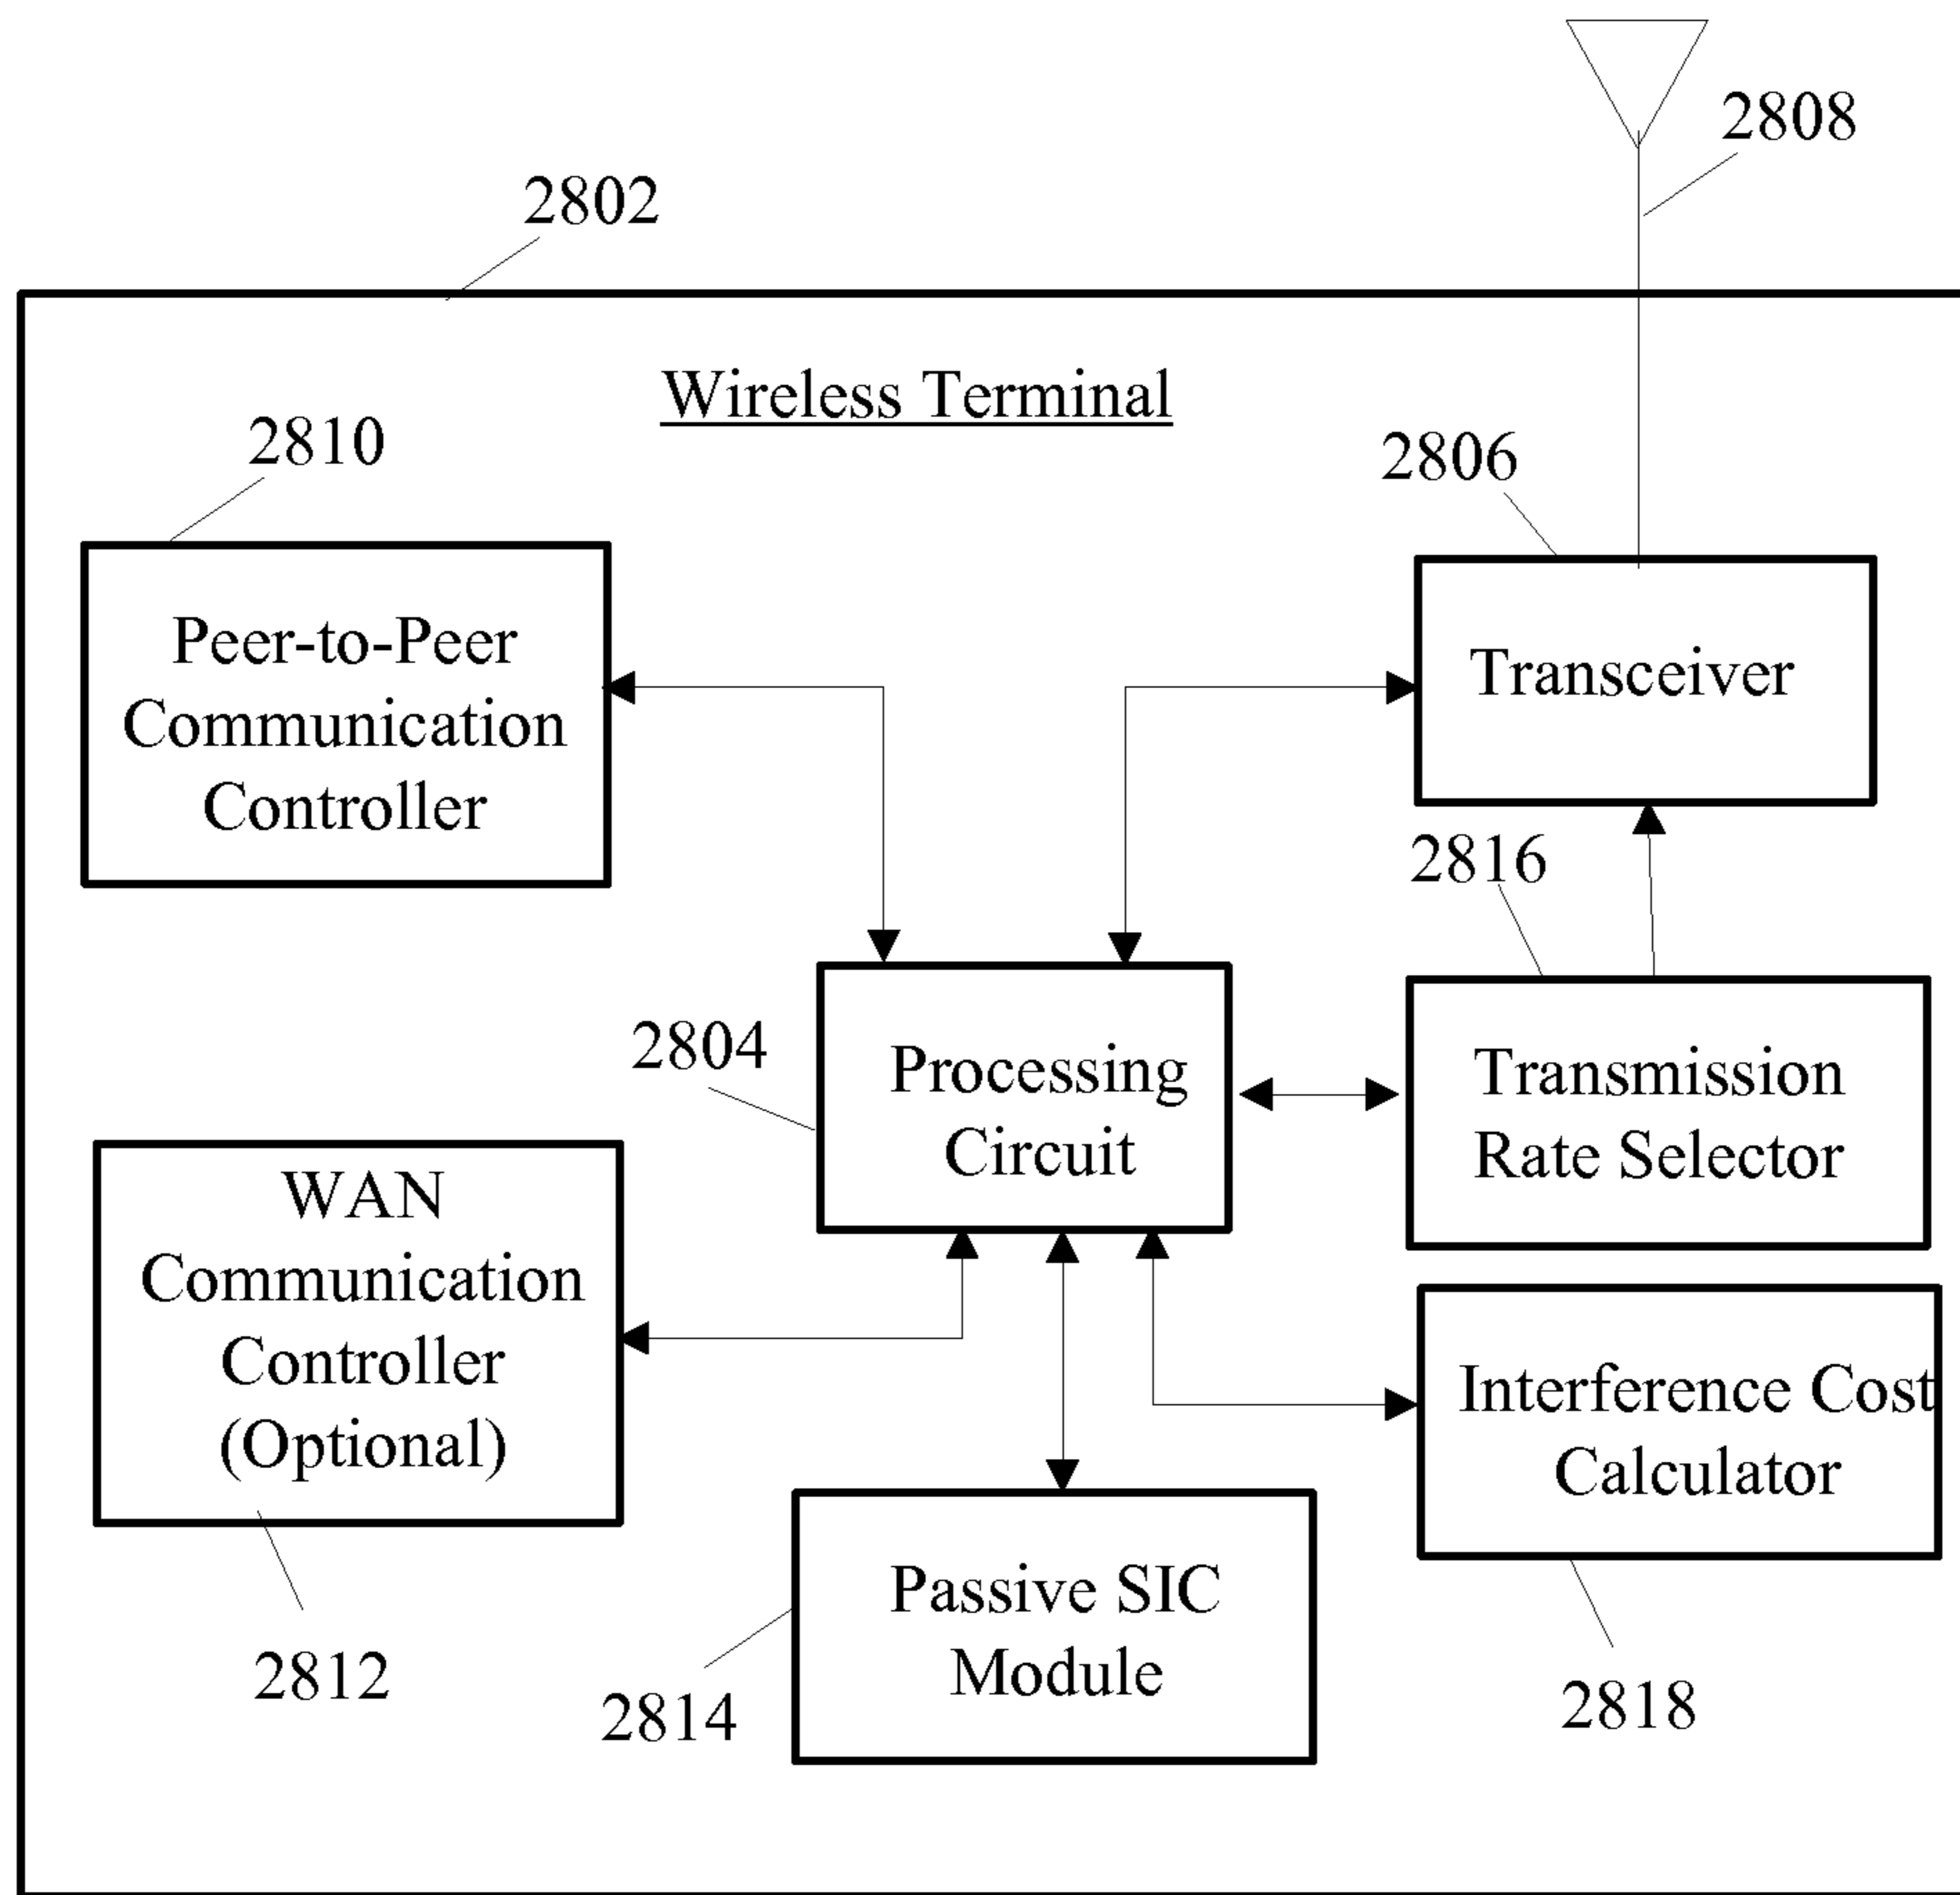 2808
2802
Wireless Terminal
2810
2806
Peer-to-Peer
Communication
Controller
Transceiver
2816
2804
Processing
Circuit
Transmission
Rate Selector
WAN
Communication
Controller
(Optional)
Interference Cost
Calculator
Passive SIC
Module
2812
2814
2818